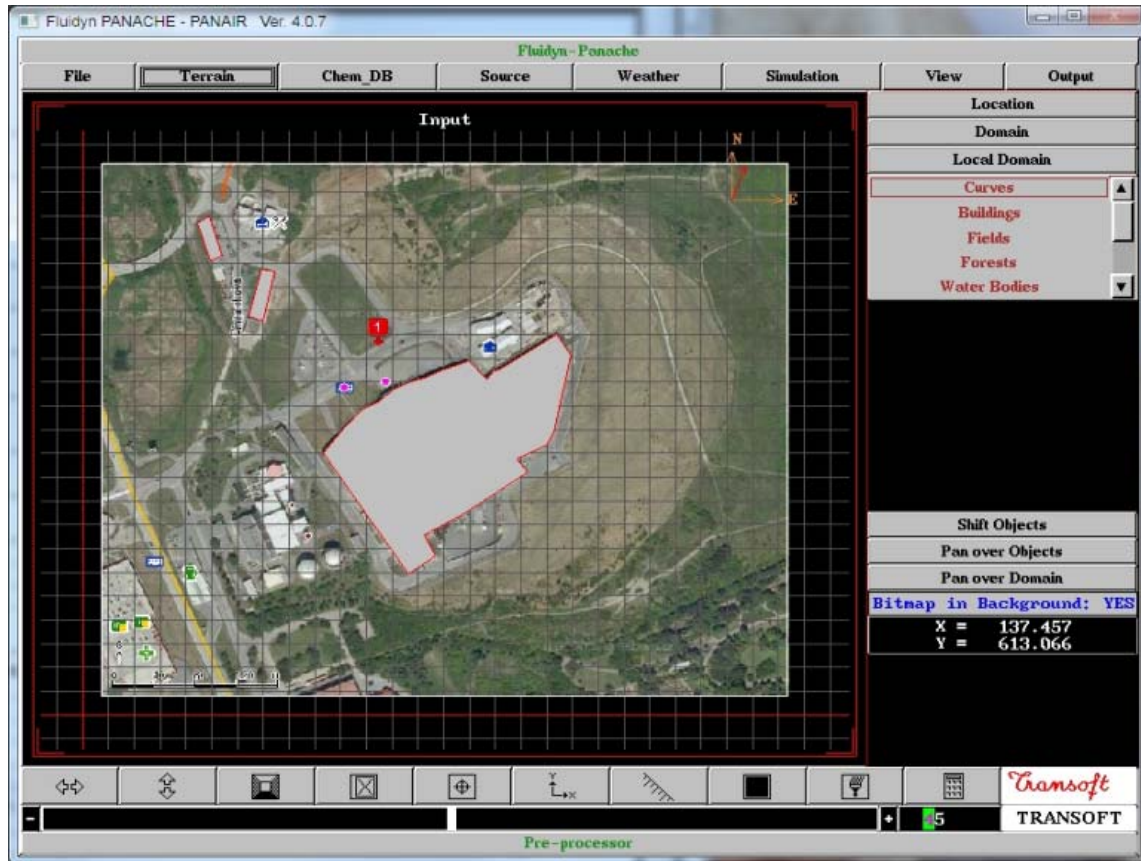 Fluidyn PANACHE - PANAIR Ver. 4.0.7
Fluidyn-Panache
File Terrain Chem_DB Source Weather Simulation View Output
Input
N
E
1
Location
Domain
Local Domain
Curves
Buildings
Fields
Forests
Water Bodies
Shift Objects
Pan over Objects
Pan over Domain
Bitmap in Background: YES
X = 137.457
Y = 613.066
Y
X
Transoft
- + 45 TRANSOFT
Pre-processor